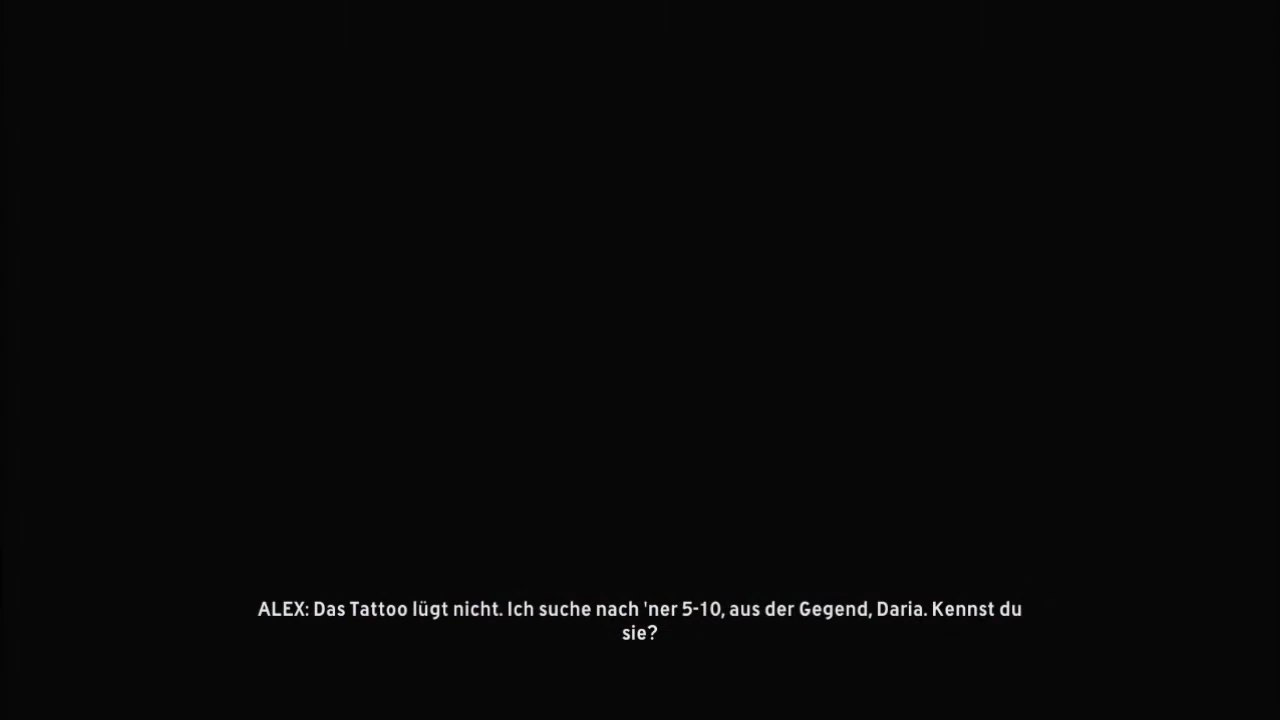 ALEX: Das Tattoo lügt nicht. Ich suche nach 'ner 5-10, aus der Gegend, Daria. Kennst du
sie?